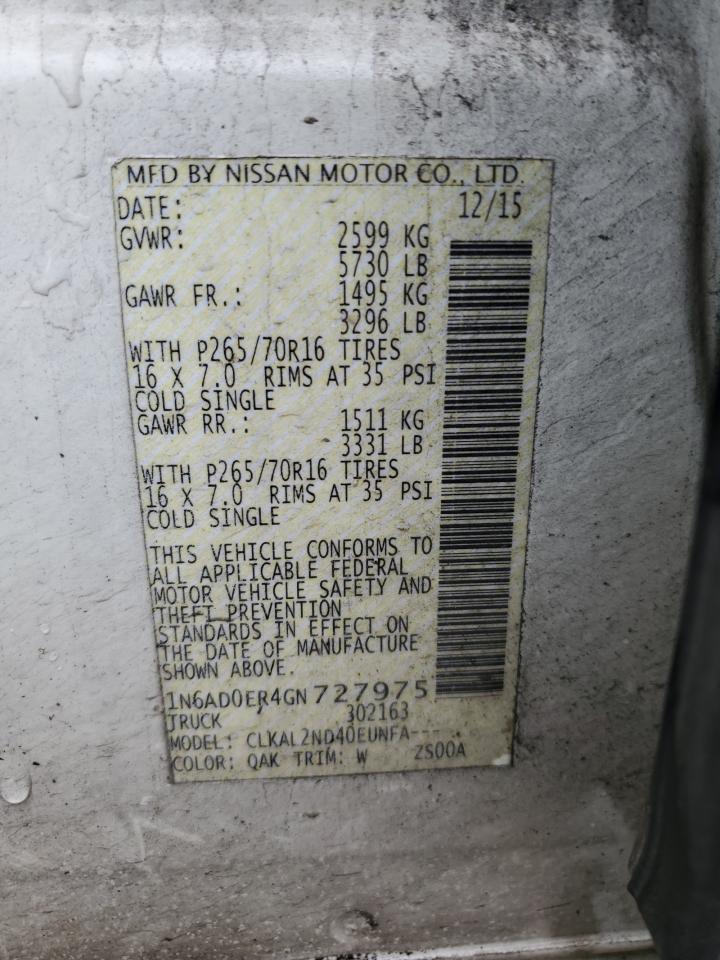 MFD BY NISSAN MOTOR CO., LTD.
DATE: 12/15
GVWR: 2599 KG
5730 LB
GAWR FR.: 1495 KG
3296 LB
WITH P265/70R16 TIRES
16 X 7.0 RIMS AT 35 PSI
COLD SINGLE
GAWR RR.: 1511 KG
3331 LB
WITH P265/70R16 TIRES
16 X 7.0 RIMS AT 35 PSI
COLD SINGLE
THIS VEHICLE CONFORMS TO
ALL APPLICABLE FEDERAL
MOTOR VEHICLE SAFETY AND
THEFT PREVENTION
STANDARDS IN EFFECT ON
THE DATE OF MANUFACTURE
SHOWN ABOVE.
1N6AD0ER4GN727975
TRUCK 302163
MODEL: CLKAL2ND40EUNFA---
COLOR: QAK TRIM: W ZS00A